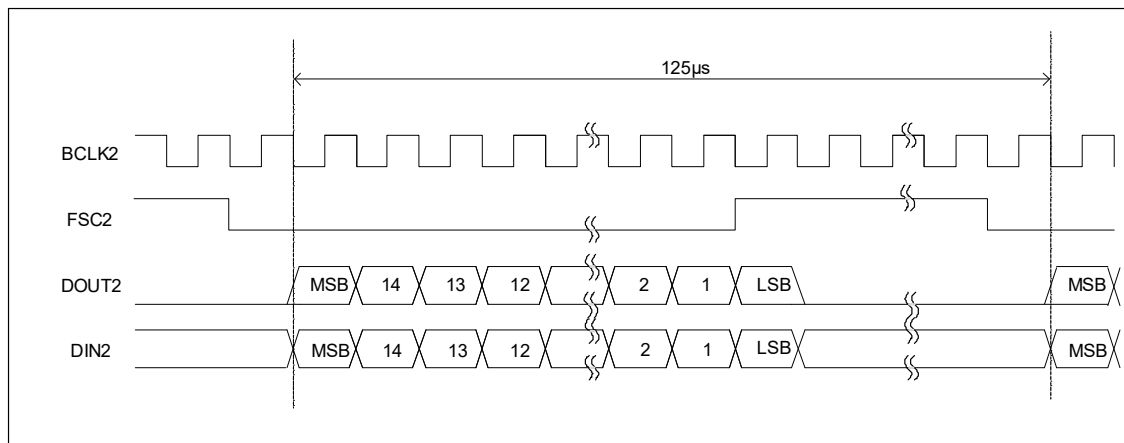 125µs
BCLK2
FSC2
DOUT2 MSB 14 13 12 2 1 LSB MSB
DIN2 MSB 14 13 12 2 1 LSB MSB